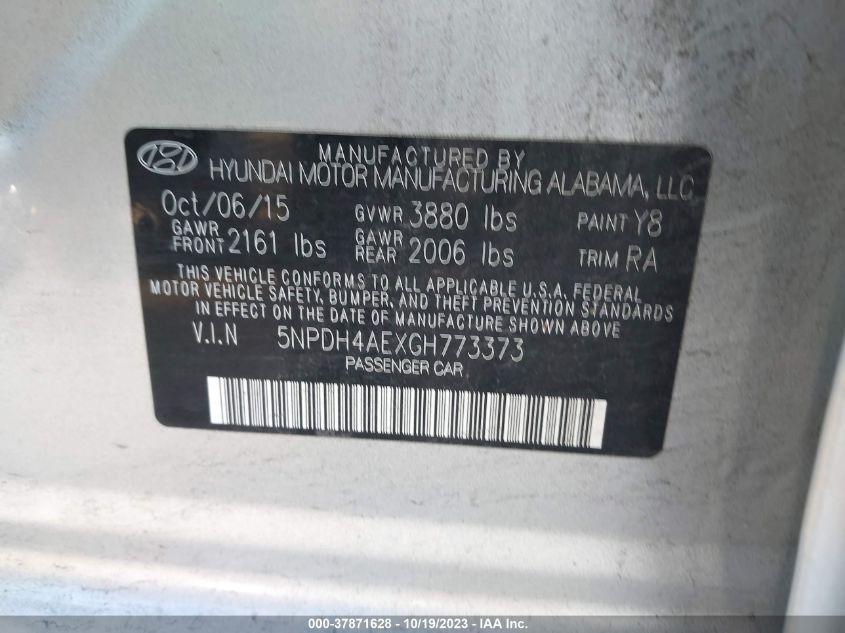 MANUFACTURED BY
HYUNDAI MOTOR MANUFACTURING ALABAMA, LLC
Oct/06/15 GVWR 3880 lbs PAINT Y8
GAWR FRONT 2161 lbs GAWR REAR 2006 lbs TRIM RA
THIS VEHICLE CONFORMS TO ALL APPLICABLE U.S.A. FEDERAL
MOTOR VEHICLE SAFETY, BUMPER, AND THEFT PREVENTION STANDARDS
IN EFFECT ON THE DATE OF MANUFACTURE SHOWN ABOVE
V.I.N 5NPDH4AEXGH773373
PASSENGER CAR
000-37871628 - 10/19/2023 - IAA Inc.